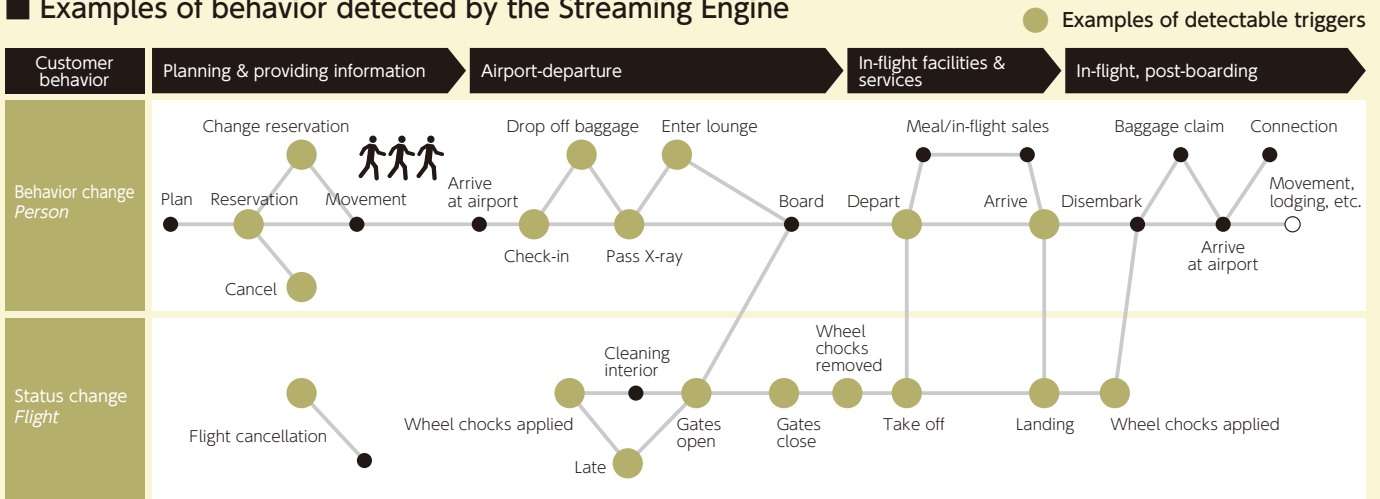 ■ Examples of behavior detected by the Streaming Engine
Examples of detectable triggers
Customer
behavior
Planning & providing information
Airport-departure
In-flight facilities &
services
In-flight, post-boarding
Behavior change
Person
Change reservation
Plan
Reservation
Movement
Cancel
Arrive
at airport
Drop off baggage
Enter lounge
Check-in
Pass X-ray
Board
Meal/in-flight sales
Depart
Arrive
Baggage claim
Connection
Disembark
Arrive
at airport
Movement,
lodging, etc.
Status change
Flight
Flight cancellation
Wheel chocks applied
Cleaning
interior
Late
Gates
open
Gates
close
Wheel
chocks
removed
Take off
Landing
Wheel chocks applied